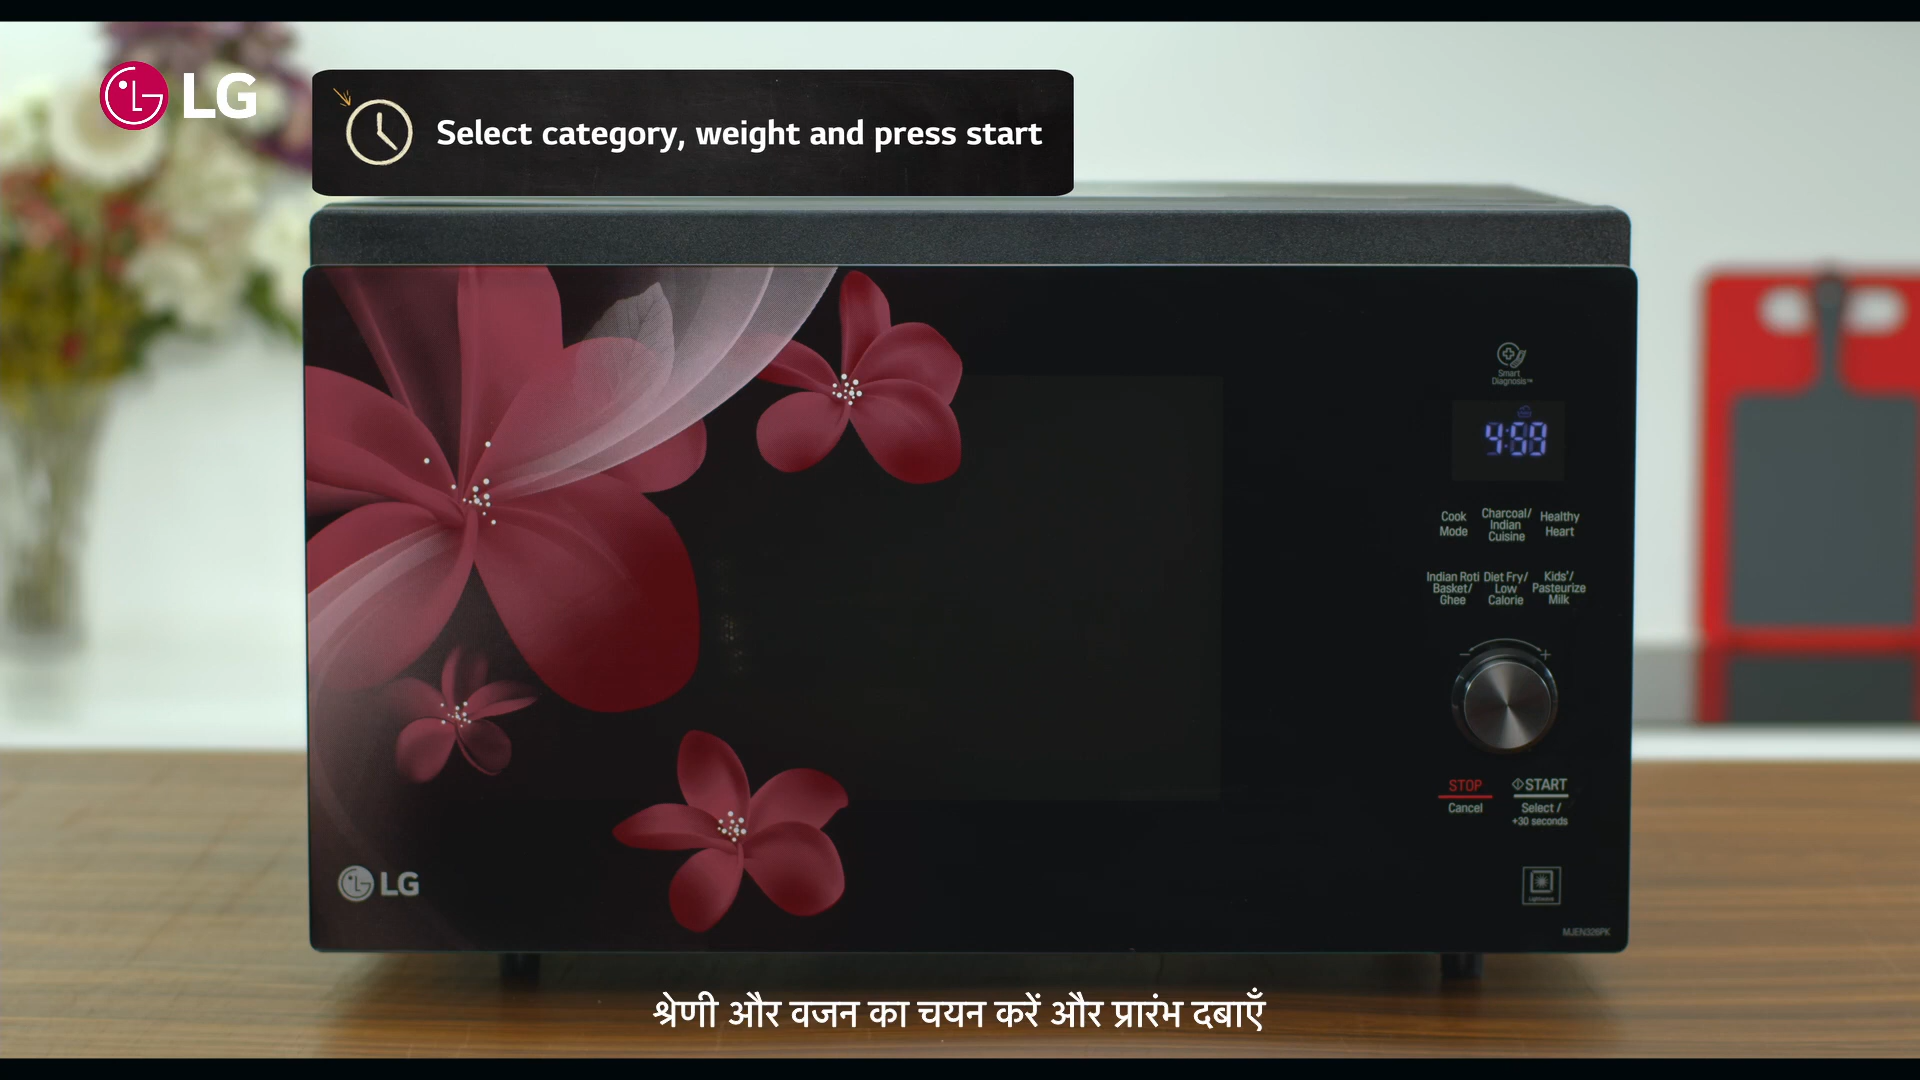 LG
Select category, weight and press start
Smart
Diagnosis™
Cook
Mode
Charcoal/
Indian
Cuisine
Healthy
Heart
Indian Roti
Basket/
Ghee
Diet Fry/
Low
Calorie
Kids'/
Pasteurize
Milk
STOP
Cancel
START
Select /
+30 seconds
LG
Lightwave
MJEN326PK
श्रेणी और वजन का चयन करें और प्रारंभ दबाएँ